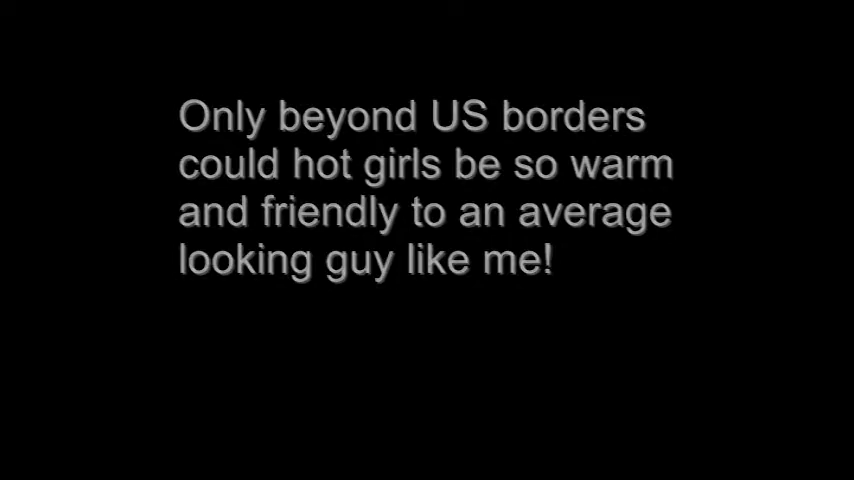 Only beyond US borders
could hot girls be so warm
and friendly to an average
looking guy like me!